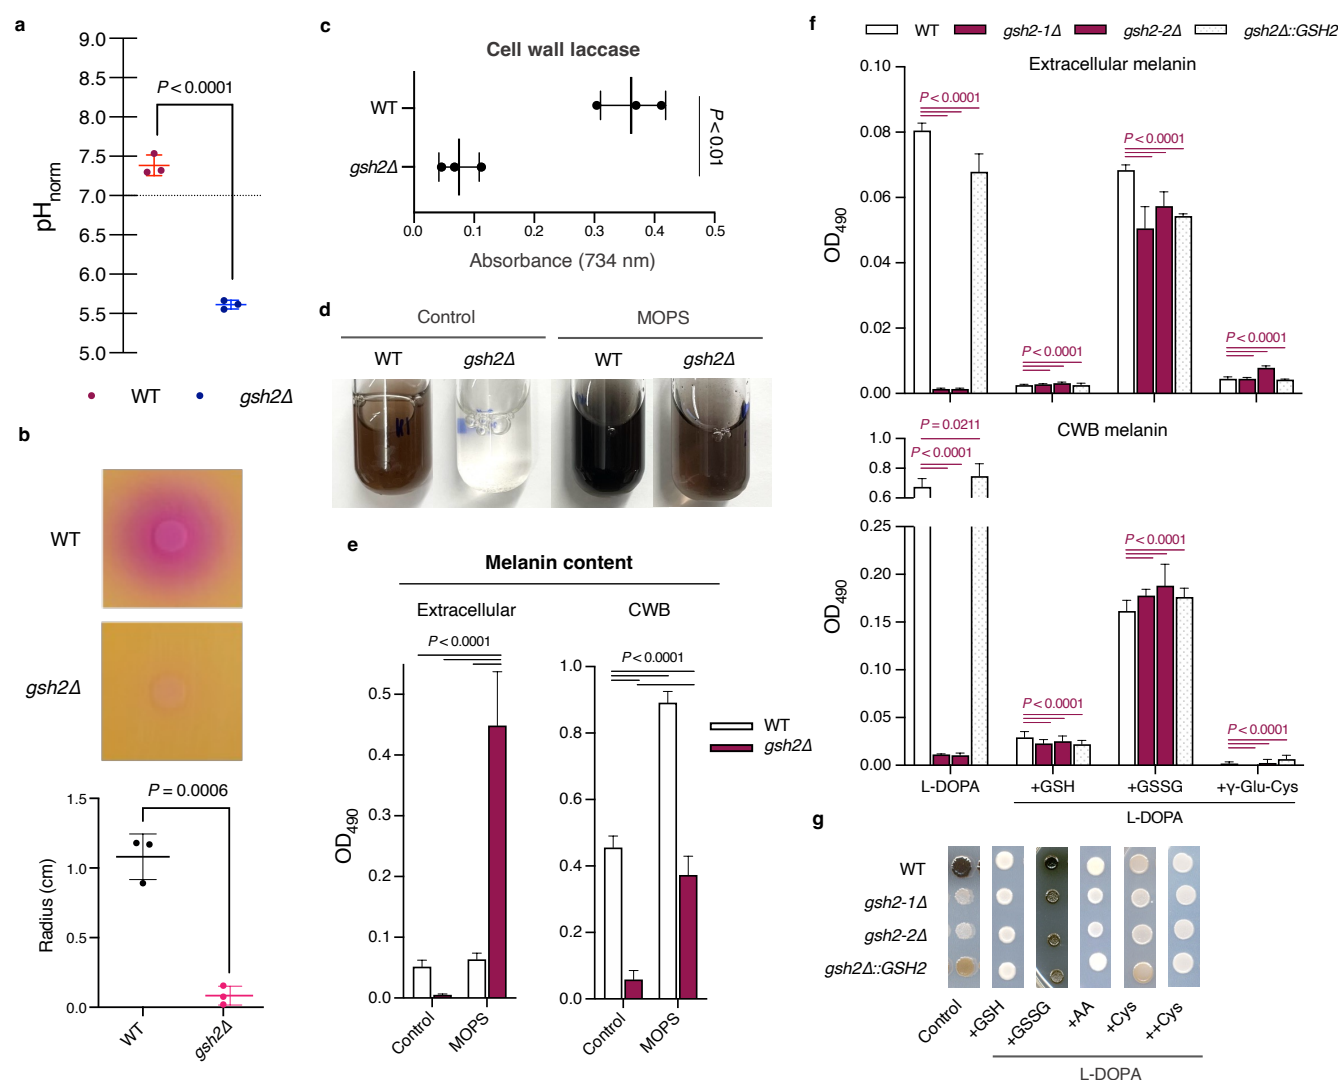 a
9.0
8.5
8.0
7.5
7.0
6.5
6.0
5.5
5.0
pHnorm
P < 0.0001
WT
gsh2Δ
b
WT
gsh2Δ
1.5
1.0
0.5
0.0
Radius (cm)
P = 0.0006
WT
gsh2Δ
c
Cell wall laccase
WT
gsh2Δ
P < 0.01
0.0
0.1
0.2
0.3
0.4
0.5
Absorbance (734 nm)
d
Control
MOPS
WT
gsh2Δ
WT
gsh2Δ
e
Melanin content
Extracellular
CWB
P < 0.0001
0.5
0.4
0.3
0.2
0.1
0.0
OD490
Control
MOPS
P < 0.0001
1.0
0.8
0.6
0.4
0.2
0.0
Control
MOPS
WT
gsh2Δ
f
WT
gsh2-1Δ
gsh2-2Δ
gsh2Δ::GSH2
Extracellular melanin
0.10
0.08
0.06
0.04
0.02
0.00
OD490
P < 0.0001
P < 0.0001
P < 0.0001
P < 0.0001
CWB melanin
1.0
0.8
0.6
0.25
0.20
0.15
0.10
0.05
0.00
OD490
P = 0.0211
P < 0.0001
P < 0.0001
P < 0.0001
P < 0.0001
L-DOPA
+GSH
+GSSG
+γ-Glu-Cys
L-DOPA
g
WT
gsh2-1Δ
gsh2-2Δ
gsh2Δ::GSH2
Control
+GSH
+GSSG
+AA
+Cys
++Cys
L-DOPA